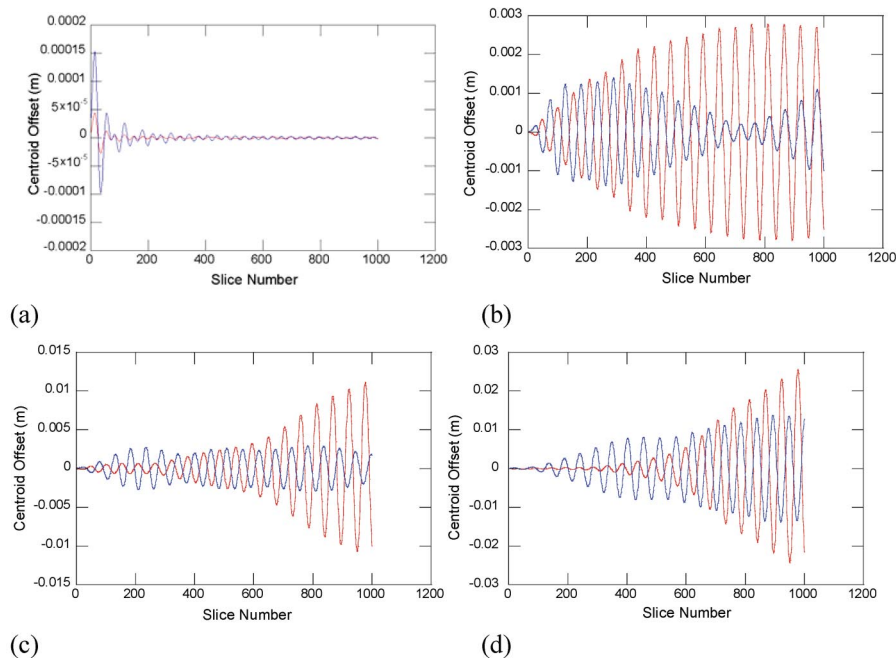 0.0002
0.00015
0.0001
5×10⁻⁵
0
-5×10⁻⁵
-0.0001
-0.00015
-0.0002
Centroid Offset (m)
0 200 400 600 800 1000 1200
Slice Number
(a)
0.003
0.002
0.001
0
-0.001
-0.002
-0.003
Centroid Offset (m)
0 200 400 600 800 1000 1200
Slice Number
(b)
0.015
0.01
0.005
0
-0.005
-0.01
-0.015
Centroid Offset (m)
0 200 400 600 800 1000 1200
Slice Number
(c)
0.03
0.02
0.01
0
-0.01
-0.02
-0.03
Centroid Offset (m)
0 200 400 600 800 1000 1200
Slice Number
(d)